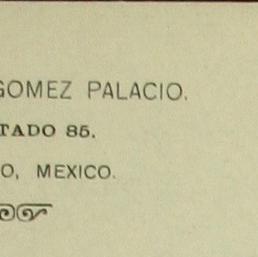 GOMEZ PALACIO.
TADO 85.
O, MEXICO.